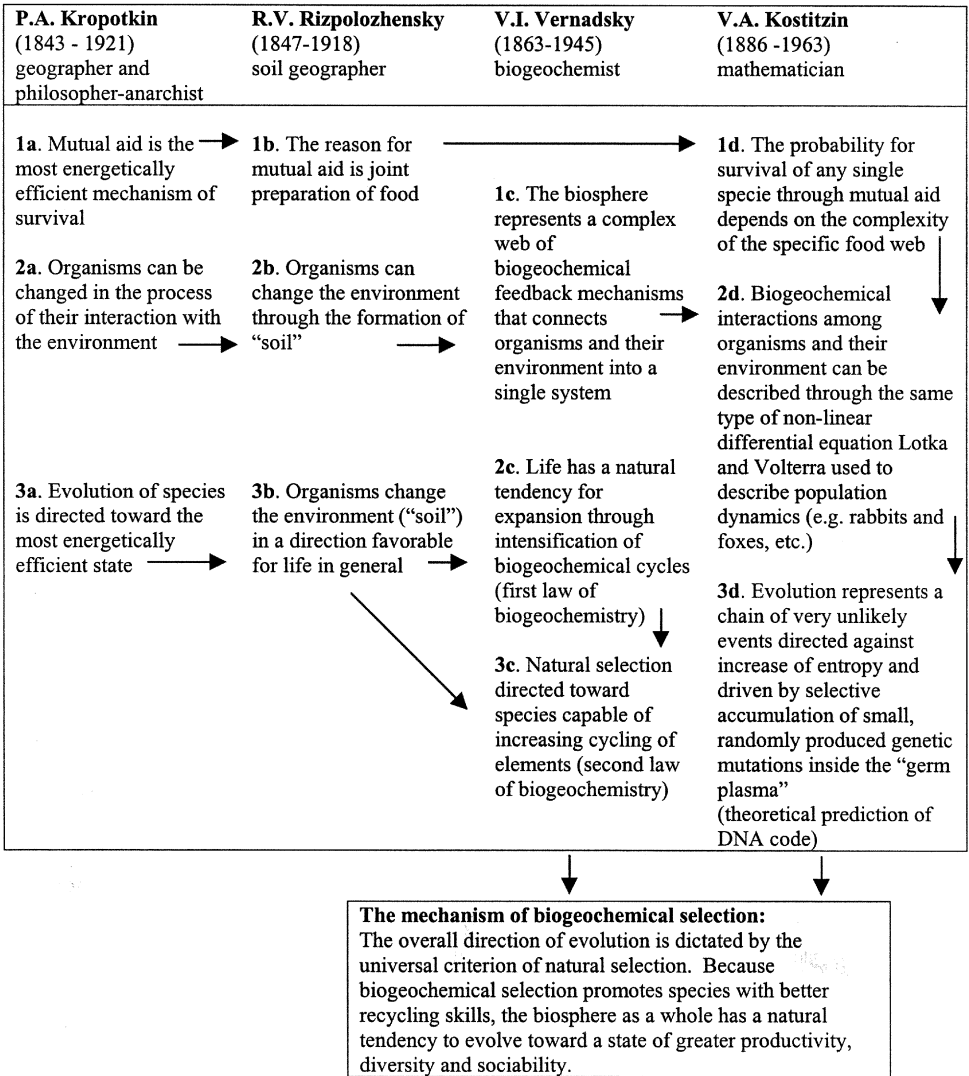 P.A. Kropotkin
(1843 - 1921)
geographer and
philosopher-anarchist
R.V. Rizpolozhensky
(1847-1918)
soil geographer
V.I. Vernadsky
(1863-1945)
biogeochemist
V.A. Kostitzin
(1886 -1963)
mathematician
1a. Mutual aid is the
most energetically
efficient mechanism of
survival
2a. Organisms can be
changed in the process
of their interaction with
the environment
3a. Evolution of species
is directed toward the
most energetically
efficient state
1b. The reason for
mutual aid is joint
preparation of food
2b. Organisms can
change the environment
through the formation of
“soil”
3b. Organisms change
the environment (“soil”)
in a direction favorable
for life in general
1c. The biosphere
represents a complex
web of
biogeochemical
feedback mechanisms
that connects
organisms and their
environment into a
single system
2c. Life has a natural
tendency for
expansion through
intensification of
biogeochemical cycles
(first law of
biogeochemistry)
3c. Natural selection
directed toward
species capable of
increasing cycling of
elements (second law
of biogeochemistry)
1d. The probability for
survival of any single
specie through mutual aid
depends on the complexity
of the specific food web
2d. Biogeochemical
interactions among
organisms and their
environment can be
described through the same
type of non-linear
differential equation Lotka
and Volterra used to
describe population
dynamics (e.g. rabbits and
foxes, etc.)
3d. Evolution represents a
chain of very unlikely
events directed against
increase of entropy and
driven by selective
accumulation of small,
randomly produced genetic
mutations inside the “germ
plasma”
(theoretical prediction of
DNA code)
The mechanism of biogeochemical selection:
The overall direction of evolution is dictated by the
universal criterion of natural selection.  Because
biogeochemical selection promotes species with better
recycling skills, the biosphere as a whole has a natural
tendency to evolve toward a state of greater productivity,
diversity and sociability.